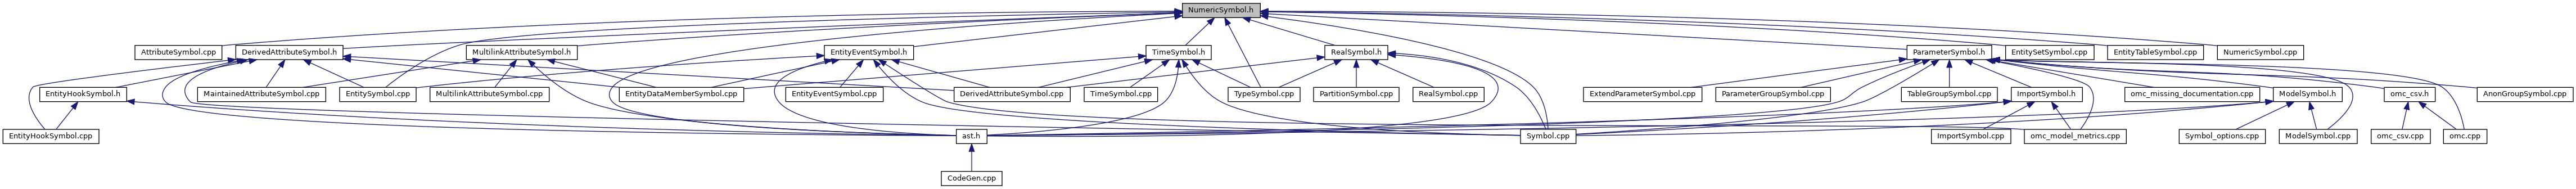 NumericSymbol.h
AttributeSymbol.cpp
DerivedAttributeSymbol.h
MultilinkAttributeSymbol.h
EntityEventSymbol.h
TimeSymbol.h
RealSymbol.h
ParameterSymbol.h
EntitySetSymbol.cpp
EntityTableSymbol.cpp
NumericSymbol.cpp
EntityHookSymbol.h
MaintainedAttributeSymbol.cpp
EntitySymbol.cpp
MultilinkAttributeSymbol.cpp
EntityDataMemberSymbol.cpp
EntityEventSymbol.cpp
DerivedAttributeSymbol.cpp
TimeSymbol.cpp
TypeSymbol.cpp
PartitionSymbol.cpp
RealSymbol.cpp
ExtendParameterSymbol.cpp
ParameterGroupSymbol.cpp
TableGroupSymbol.cpp
ImportSymbol.h
omc_missing_documentation.cpp
ModelSymbol.h
omc_csv.h
AnonGroupSymbol.cpp
EntityHookSymbol.cpp
ast.h
Symbol.cpp
ImportSymbol.cpp
omc_model_metrics.cpp
Symbol_options.cpp
ModelSymbol.cpp
omc_csv.cpp
omc.cpp
CodeGen.cpp